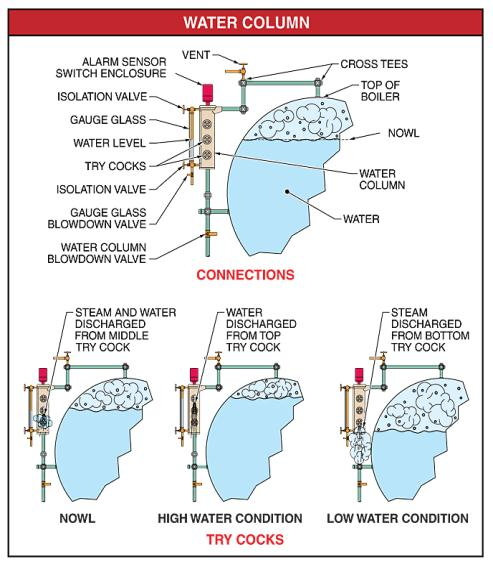 WATER COLUMN
VENT
ALARM SENSOR
SWITCH ENCLOSURE
CROSS TEES
TOP OF
BOILER
ISOLATION VALVE
GAUGE GLASS
NOWL
WATER LEVEL
TRY COCKS
WATER
COLUMN
ISOLATION VALVE
GAUGE GLASS
BLOWDOWN VALVE
WATER
WATER COLUMN
BLOWDOWN VALVE
CONNECTIONS
STEAM AND WATER
DISCHARGED
FROM MIDDLE
TRY COCK
WATER
DISCHARGED
FROM TOP
TRY COCK
STEAM
DISCHARGED
FROM BOTTOM
TRY COCK
NOWL
HIGH WATER CONDITION
LOW WATER CONDITION
TRY COCKS